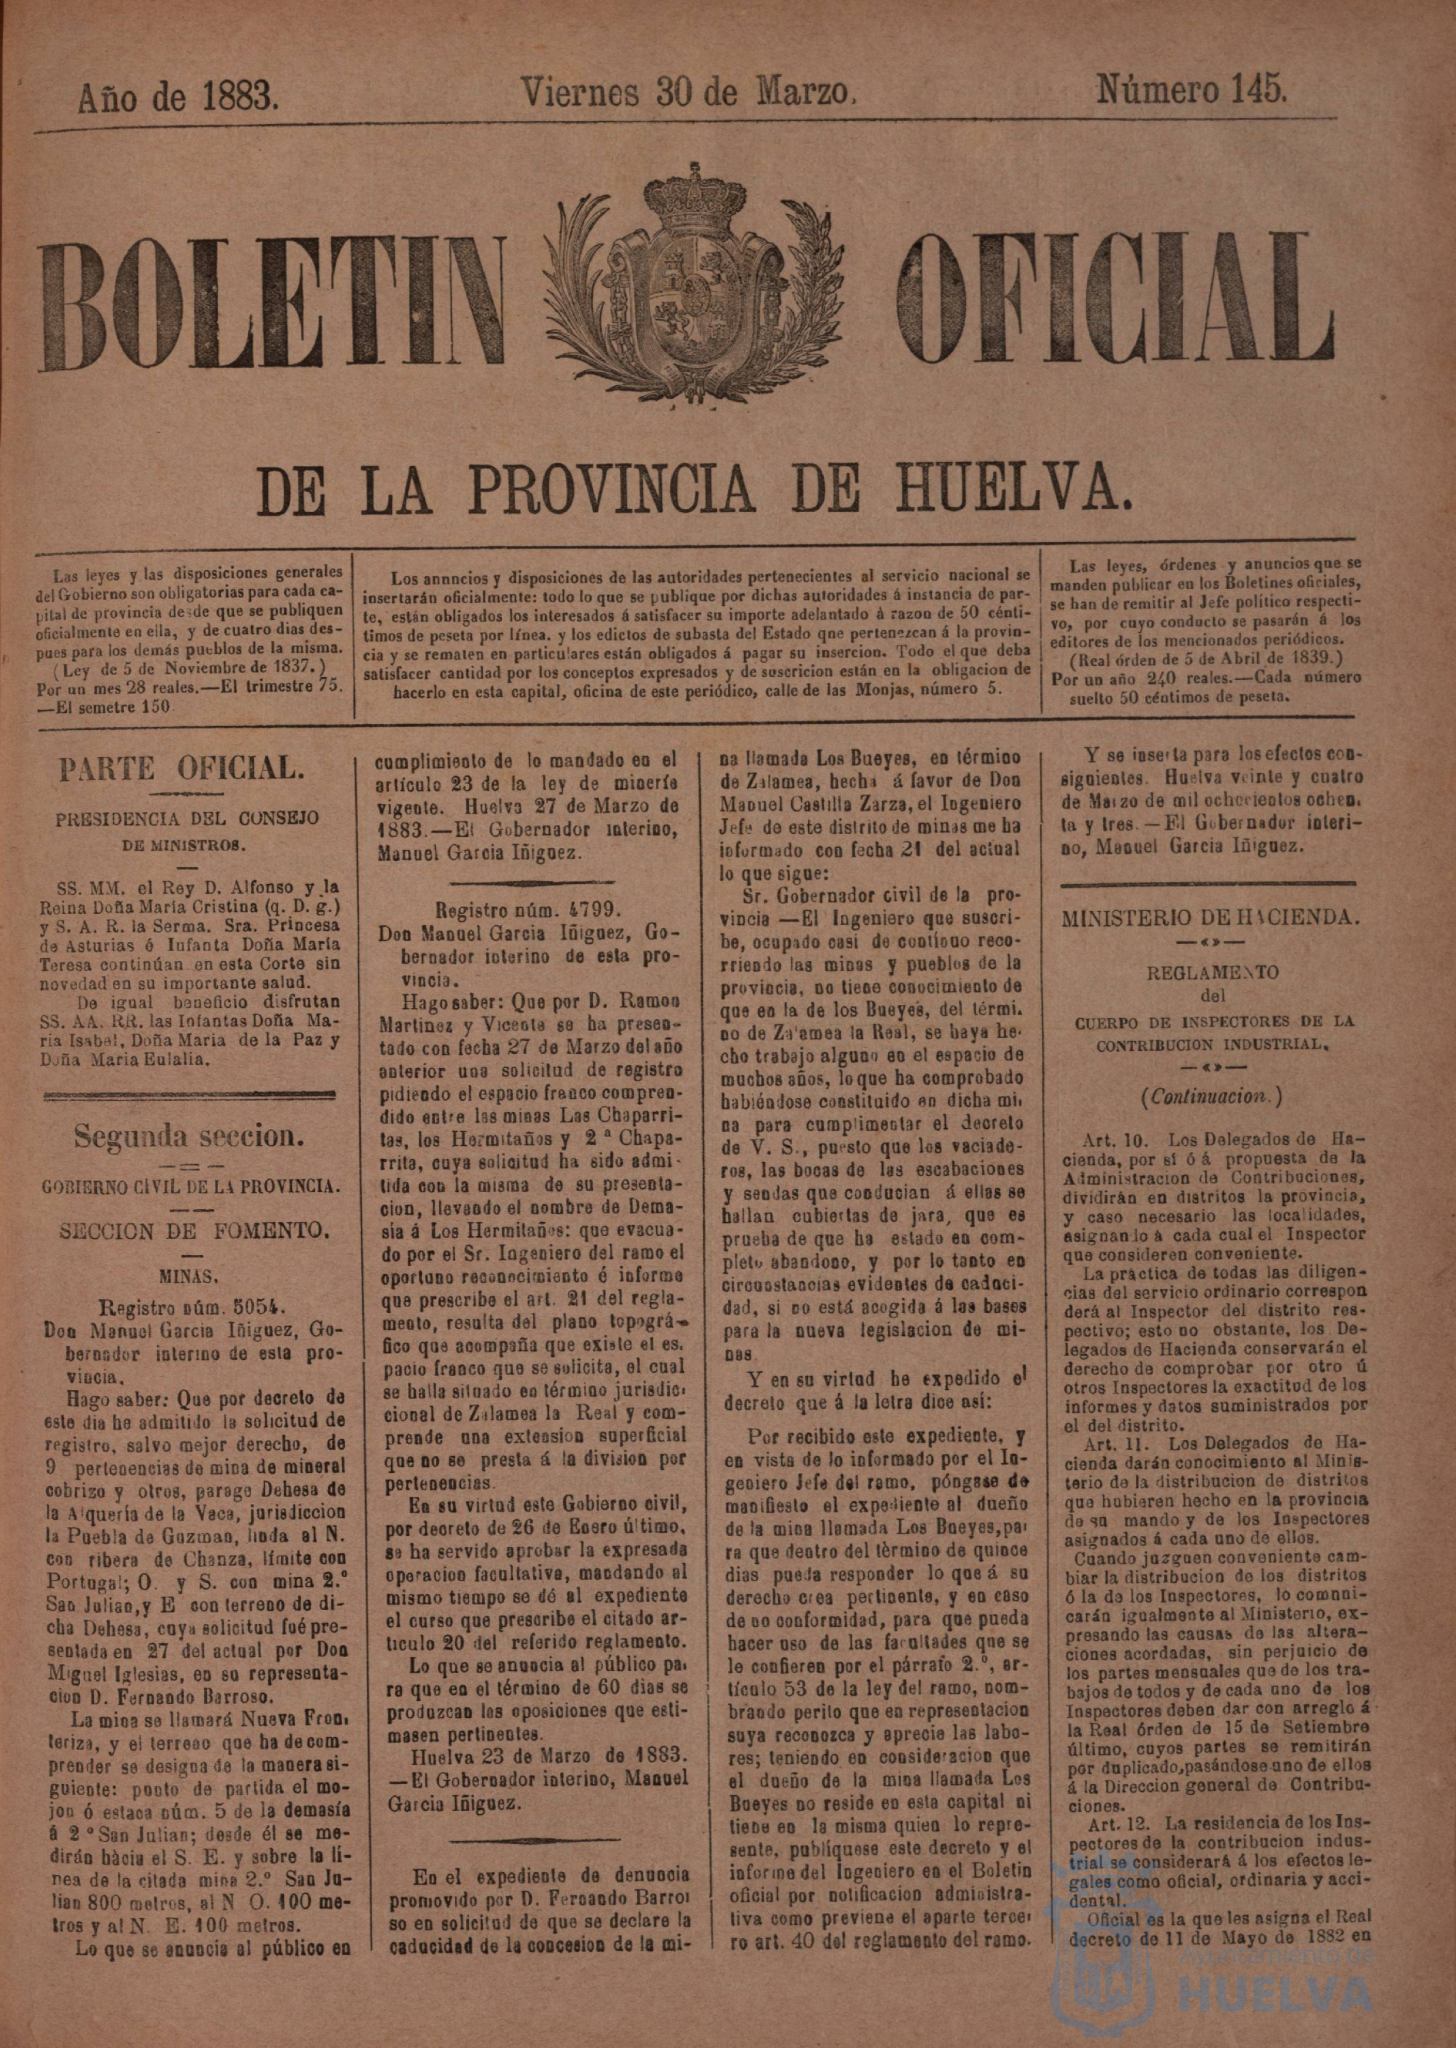 Año de 1883.
Viernes 30 de Marzo.
Número 145.
BOLETIN OFICIAL
DE LA PROVINCIA DE HUELVA.
Las leyes y las disposiciones generales
del Gobierno son obligatorias para cada ca-
pital de provincia desde que se publiquen
oficialmente en ella, y de cuatro dias des-
pues para los demás pueblos de la misma.
(Ley de 5 de Noviembre de 1837.)
Por un mes 28 reales.—El trimestre 75.
—El semetre 150
Los annncios y disposiciones de las autoridades pertenecientes al servicio nacional se
insertarán oficialmente: todo lo que se publique por dichas autoridades á instancia de par-
te, están obligados los interesados á satisfacer su importe adelantado à razon de 50 cénti-
timos de peseta por línea. y los edictos de subasta del Estado qne pertenezcan á la provin-
cia y se rematen en particulares están obligados á pagar su insercion. Todo el que deba
satisfacer cantidad por los conceptos expresados y de suscricion están en la obligacion de
hacerlo en esta capital, oficina de este periódico, calle de las Monjas, número 5.
Las leyes, órdenes y anuncios que se
manden publicar en los Boletines oficiales,
se han de remitir al Jefe político respecti-
vo, por cuyo conducto se pasarán á los
editores de los mencionados periódicos.
(Real órden de 5 de Abril de 1839.)
Por un año 240 reales.—Cada número
suelto 50 céntimos de peseta.
PARTE OFICIAL.
PRESIDENCIA DEL CONSEJO
DE MINISTROS.
SS. MM. el Rey D. Alfonso y la
Reina Doña María Cristina (q. D. g.)
y S. A. R. la Serma. Sra. Princesa
de Asturias é Infanta Doña María
Teresa continúan en esta Corte sin
novedad en su importante salud.
De igual beneficio disfrutan
SS. AA. RR. las Infantas Doña Ma-
ria Isabel, Doña Maria de la Paz y
Doña Maria Eulalia.
Segunda seccion.
GOBIERNO CIVIL DE LA PROVINCIA.
SECCION DE FOMENTO.
MINAS.
Registro núm. 5054.
Don Manuel Garcia Iñiguez, Go-
bernador interino de esta pro-
vincia.
Hago saber: Que por decreto de
este dia he admitido la solicitud de
registro, salvo mejor derecho, de
9 pertenencias de mina de mineral
cobrizo y otros, parage Dehesa de
la Alquería de la Vaca, jurisdiccion
la Puebla de Guzman, linda al N.
con ribera de Chanza, límite con
Portugal; O. y S. con mina 2.ª
San Julian, y E con terreno de di-
cha Dehesa, cuya solicitud fué pre-
sentada en 27 del actual por Don
Miguel Iglesias, en su representa-
cion D. Fernando Barroso.
La mina se llamará Nueva Fron.
teriza, y el terreno que ha de com-
prender se designa de la manera si-
guiente: punto de partida el mo-
jon ó estaca núm. 5 de la demasía
á 2.º San Julian; desde él se me-
dirán hàcia el S. E. y sobre la lí-
nea de la citada mina 2.º San Ju-
lian 800 metros, al N O. 100 me-
tros y al N. E. 100 metros.
Lo que se anuncia al público en
cumplimiento de lo mandado en el
artículo 23 de la ley de minería
vigente. Huelva 27 de Marzo de
1883.—El Gobernador interino,
Manuel Garcia Iñiguez.
Registro núm. 4799.
Don Manuel Garcia Iñiguez, Go-
bernador interino de esta pro-
vincia.
Hago saber: Que por D. Ramon
Martinez y Vicente se ha presen-
tado con fecha 27 de Marzo del año
anterior una solicitud de registro
pidiendo el espacio franco compren-
dido entre las minas Las Chaparri-
tas, los Hermitaños y 2.ª Chapa-
rrita, cuya solicitud ha sido admi-
tida con la misma de su presenta-
cion, llevando el nombre de Dema-
sia á Los Hermitaños: que evacua-
do por el Sr. Ingeniero del ramo el
oportuno reconocimiento é informe
que prescribe el art. 21 del regla-
mento, resulta del plano topográ-
fico que acompaña que existe el es.
pacio franco que se solicita, el cual
se halla situado en término jurisdic-
cional de Zalamea la Real y com-
prende una extension superficial
que no se presta á la division por
pertenencias.
En su virtud este Gobierno civil,
por decreto de 26 de Enero último,
se ha servido aprobar la expresada
operacion facultativa, mandando al
mismo tiempo se dé al expediente
el curso que prescribe el citado ar-
tículo 20 del referido reglamento.
Lo que se anuncia al público pa.
ra que en el término de 60 dias se
produzcan las oposiciones que esti-
masen pertinentes.
Huelva 23 de Marzo de 1883.
—El Gobernador interino, Manuel
Garcia Iñiguez.
En el expediente de denuncia
promovido por D. Fernando Barro-
so en solicitud de que se declare la
caducidad de la concesion de la mi-
na llamada Los Bueyes, en término
de Zalamea, hecha á favor de Don
Manuel Castilla Zarza, el Ingeniero
Jefe de este distrito de minas me ha
informado con fecha 21 del actual
lo que sigue:
Sr. Gobernador civil de la pro-
vincia —El Ingeniero que suscri-
be, ocupado casi de contínuo reco-
rriendo las minas y pueblos de la
provincia, no tiene conocimiento de
que en la de los Bueyes, del térmi.
no de Zalamea la Real, se haya he-
cho trabajo alguno en el espacio de
muchos años, lo que ha comprobado
habiéndose constituido en dicha mi.
na para cumplimentar el decreto
de V. S., puesto que los vaciade-
ros, las bocas de las escabaciones
y sendas que conducian á ellas se
hallan cubiertas de jara, que es
prueba de que ha estado en com-
pleto abandono, y por lo tanto en
circunstancias evidentes de caduci-
dad, si no está acogida á las bases
para la nueva legislacion de mi-
nas.
Y en su virtud he expedido el
decreto que á la letra dice así:
Por recibido este expediente, y
en vista de lo informado por el In-
geniero Jefe del ramo, póngase de
manifiesto el expediente al dueño
de la mina llamada Los Bueyes, pa-
ra que dentro del término de quince
dias pueda responder lo que á su
derecho crea pertinente, y en caso
de no conformidad, para que pueda
hacer uso de las facultades que se
le confieren por el párrafo 2.º, ar-
tículo 53 de la ley del ramo, nom-
brando perito que en representacion
suya reconozca y aprecie las labo-
res; teniendo en consideracion que
el dueño de la mina llamada Los
Bueyes no reside en esta capital ni
tiene en la misma quien lo repre-
sente, publíquese este decreto y el
informe del Ingeniero en el Boletin
oficial por notificacion administra-
tiva como previene el aparte terce-
ro art. 40 del reglamento del ramo.
Y se inserta para los efectos con-
siguientes. Huelva veinte y cuatro
de Marzo de mil ochocientos ochen.
ta y tres. —El Gobernador interi-
no, Manuel Garcia Iñiguez.
MINISTERIO DE HACIENDA.
REGLAMENTO
del
CUERPO DE INSPECTORES DE LA
CONTRIBUCION INDUSTRIAL.
(Continuacion.)
Art. 10. Los Delegados de Ha-
cienda, por sí ó á propuesta de la
Administracion de Contribuciones,
dividirán en distritos la provincia,
y caso necesario las localidades,
asignando á cada cual el Inspector
que consideren conveniente.
La pràctica de todas las diligen-
cias del servicio ordinario correspon
derá al Inspector del distrito res-
pectivo; esto no obstante, los De-
legados de Hacienda conservarán el
derecho de comprobar por otro ú
otros Inspectores la exactitud de los
informes y datos suministrados por
el del distrito.
Art. 11. Los Delegados de Ha-
cienda darán conocimiento al Minis-
terio de la distribucion de distritos
que hubieren hecho en la provincia
de su mando y de los Inspectores
asignados á cada uno de ellos.
Cuando juzguen conveniente cam-
biar la distribucion de los distritos
ó la de los Inspectores, lo comuni-
carán igualmente al Ministerio, ex-
presando las causas de las altera-
ciones acordadas, sin perjuicio de
los partes mensuales que de los tra-
bajos de todos y de cada uno de los
Inspectores deben dar con arreglo á
la Real órden de 15 de Setiembre
último, cuyos partes se remitirán
por duplicado, pasándose uno de ellos
á la Direccion general de Contribu-
ciones.
Art. 12. La residencia de los Ins-
pectores de la contribucion indus-
trial se considerará á los efectos le-
gales como oficial, ordinaria y acci-
dental.
Oficial es la que les asigna el Real
decreto de 11 de Mayo de 1882 en
Ayuntamiento de
HUELVA